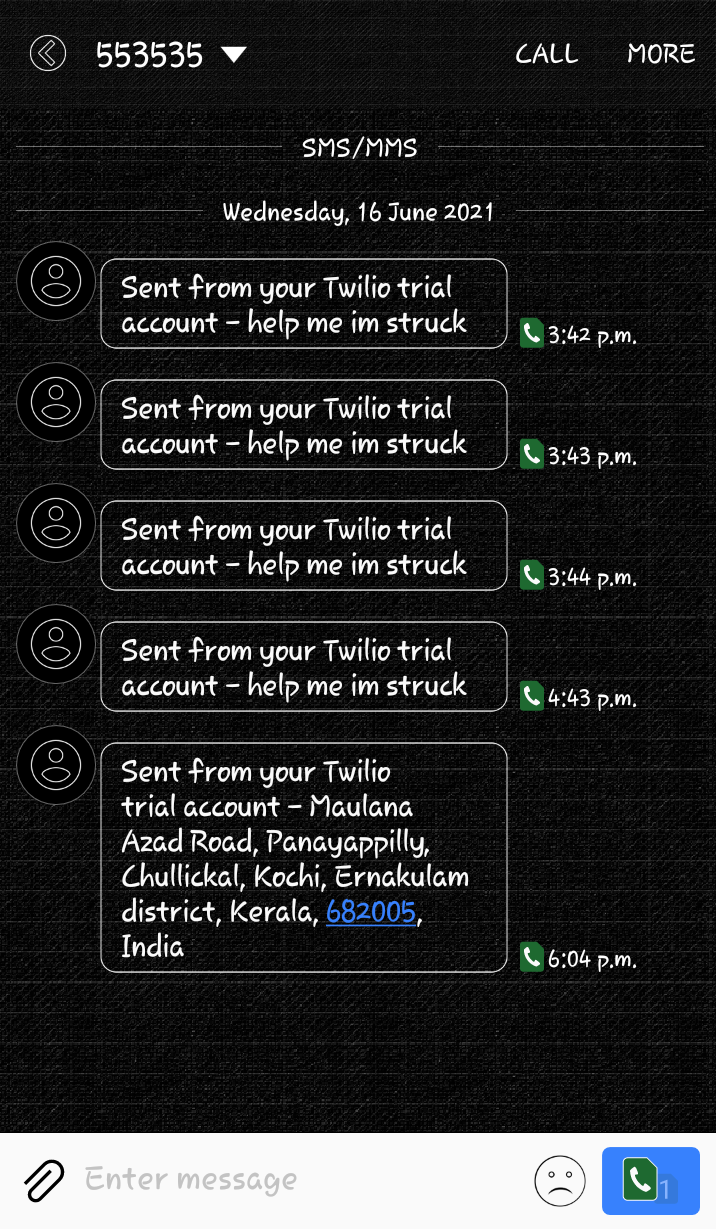 553535 CALL MORE
SMS/MMS
Wednesday, 16 June 2021
Sent from your Twilio trial
account - help me im struck
3:42 p.m.
Sent from your Twilio trial
account - help me im struck
3:43 p.m.
Sent from your Twilio trial
account - help me im struck
3:44 p.m.
Sent from your Twilio trial
account - help me im struck
4:43 p.m.
Sent from your Twilio
trial account - Maulana
Azad Road, Panayappilly,
Chullickal, Kochi, Ernakulam
district, Kerala, 682005,
India
6:04 p.m.
Enter message
1